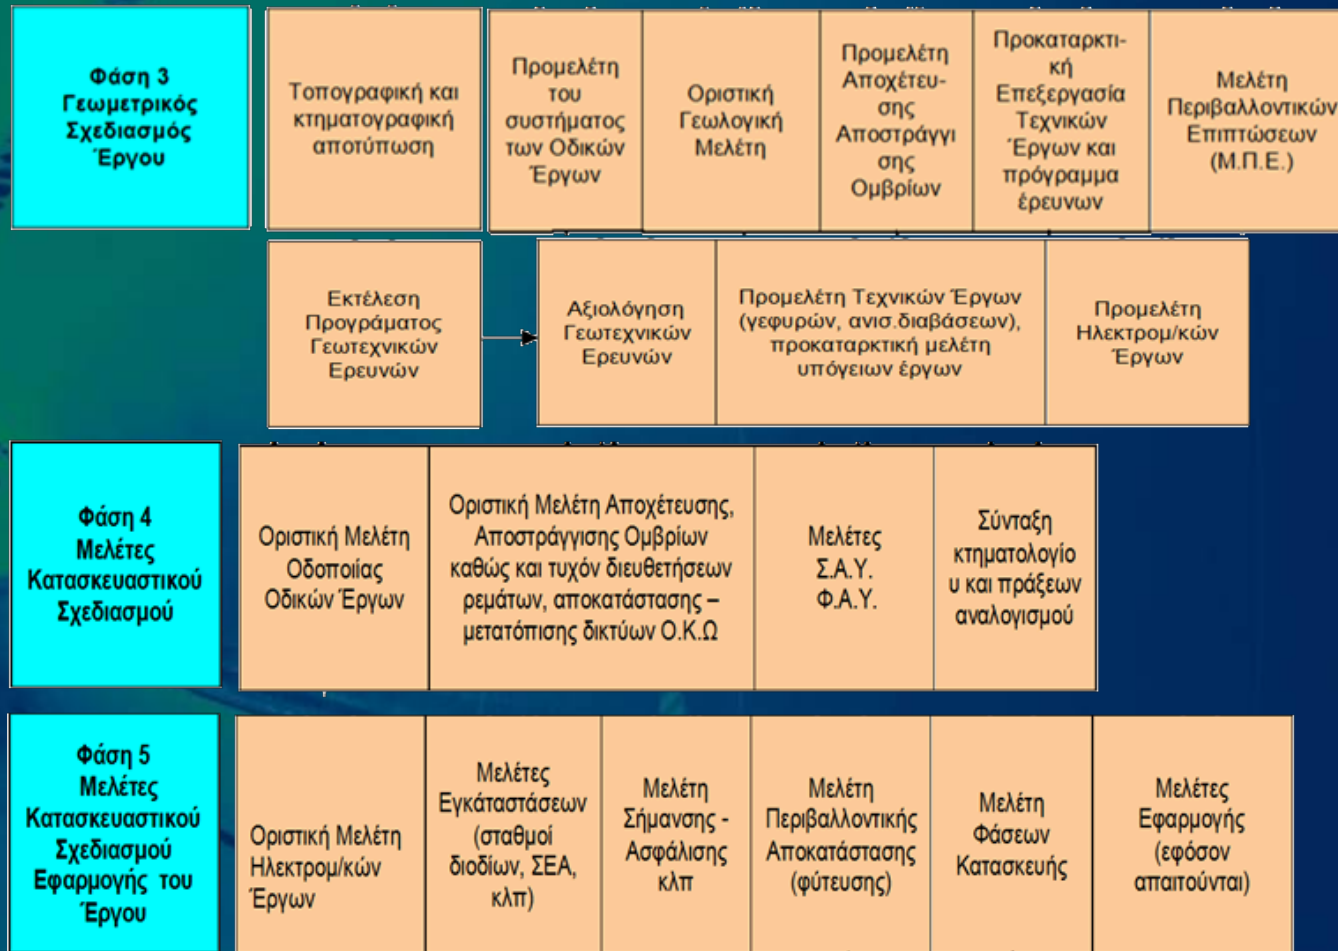 Φάση 3
Γεωμετρικός
Σχεδιασμός
Έργου
Τοπογραφική και
κτηματογραφική
αποτύπωση
Προμελέτη
του
συστήματος
των Οδικών
Έργων
Οριστική
Γεωλογική
Μελέτη
Προμελέτη
Αποχέτευ-
σης
Αποστράγγι
σης
Ομβρίων
Προκαταρκτι-
κή
Επεξεργασία
Τεχνικών
Έργων και
πρόγραμμα
έρευνων
Μελέτη
Περιβαλλοντικών
Επιπτώσεων
(Μ.Π.Ε.)
Εκτέλεση
Προγράματος
Γεωτεχνικών
Ερευνών
Αξιολόγηση
Γεωτεχνικών
Ερευνών
Προμελέτη Τεχνικών Έργων
(γεφυρών, ανισ.διαβάσεων),
προκαταρκτική μελέτη
υπόγειων έργων
Προμελέτη
Ηλεκτρομ/κών
Έργων
Φάση 4
Μελέτες
Κατασκευαστικού
Σχεδιασμού
Οριστική Μελέτη
Οδοποιίας
Οδικών Έργων
Οριστική Μελέτη Αποχέτευσης,
Αποστράγγισης Ομβρίων
καθώς και τυχόν διευθετήσεων
ρεμάτων, αποκατάστασης –
μετατόπισης δικτύων Ο.Κ.Ω
Μελέτες
Σ.Α.Υ.
Φ.Α.Υ.
Σύνταξη
κτηματολογίο
υ και πράξεων
αναλογισμού
Φάση 5
Μελέτες
Κατασκευαστικού
Σχεδιασμού
Εφαρμογής του
Έργου
Οριστική Μελέτη
Ηλεκτρομ/κών
Έργων
Μελέτες
Εγκάταστάσεων
(σταθμοί
διοδίων, ΣΕΑ,
κλπ)
Μελέτη
Σήμανσης -
Ασφάλισης
κλπ
Μελέτη
Περιβαλλοντικής
Αποκατάστασης
(φύτευσης)
Μελέτη
Φάσεων
Κατασκευής
Μελέτες
Εφαρμογής
(εφόσον
απαιτούνται)